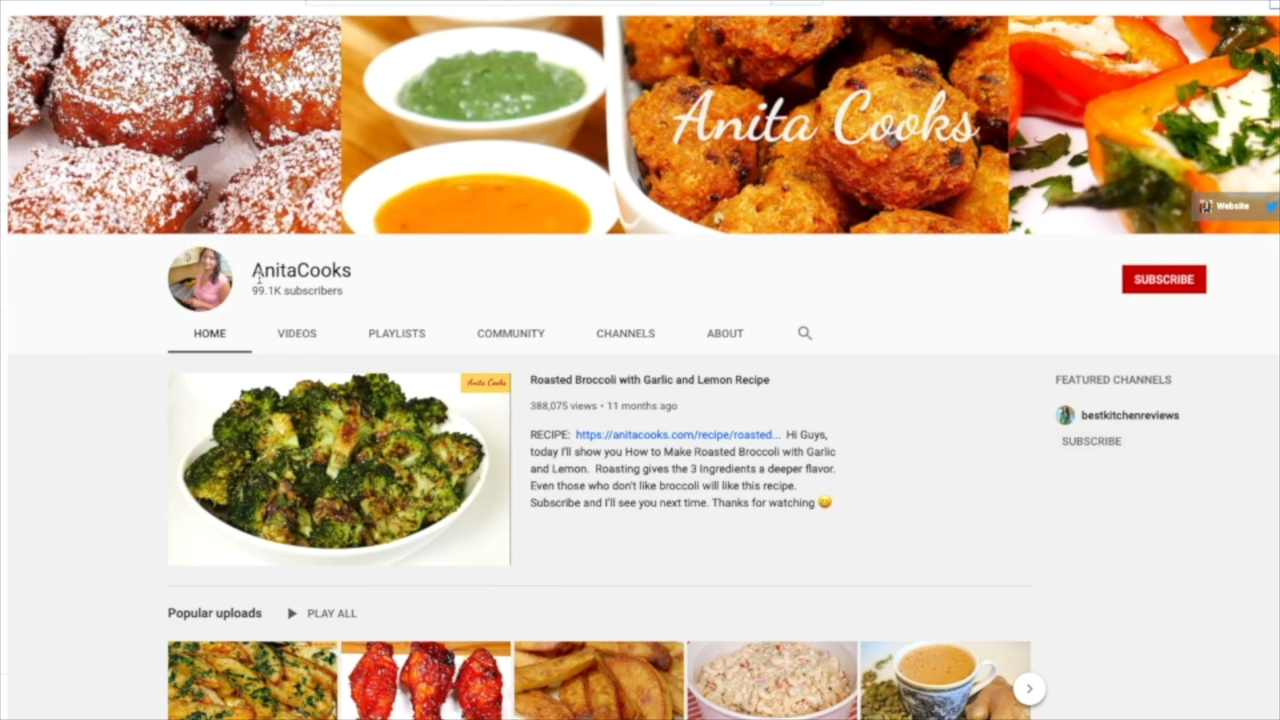 Anita Cooks
Website
AnitaCooks
99.1K subscribers
SUBSCRIBE
HOME VIDEOS PLAYLISTS COMMUNITY CHANNELS ABOUT
Anita Cooks
Roasted Broccoli with Garlic and Lemon Recipe
388,075 views • 11 months ago
RECIPE: https://anitacooks.com/recipe/roasted... Hi Guys,
today I'll show you How to Make Roasted Broccoli with Garlic
and Lemon. Roasting gives the 3 Ingredients a deeper flavor.
Even those who don't like broccoli will like this recipe.
Subscribe and I'll see you next time. Thanks for watching 😋
FEATURED CHANNELS
bestkitchenreviews
SUBSCRIBE
Popular uploads PLAY ALL